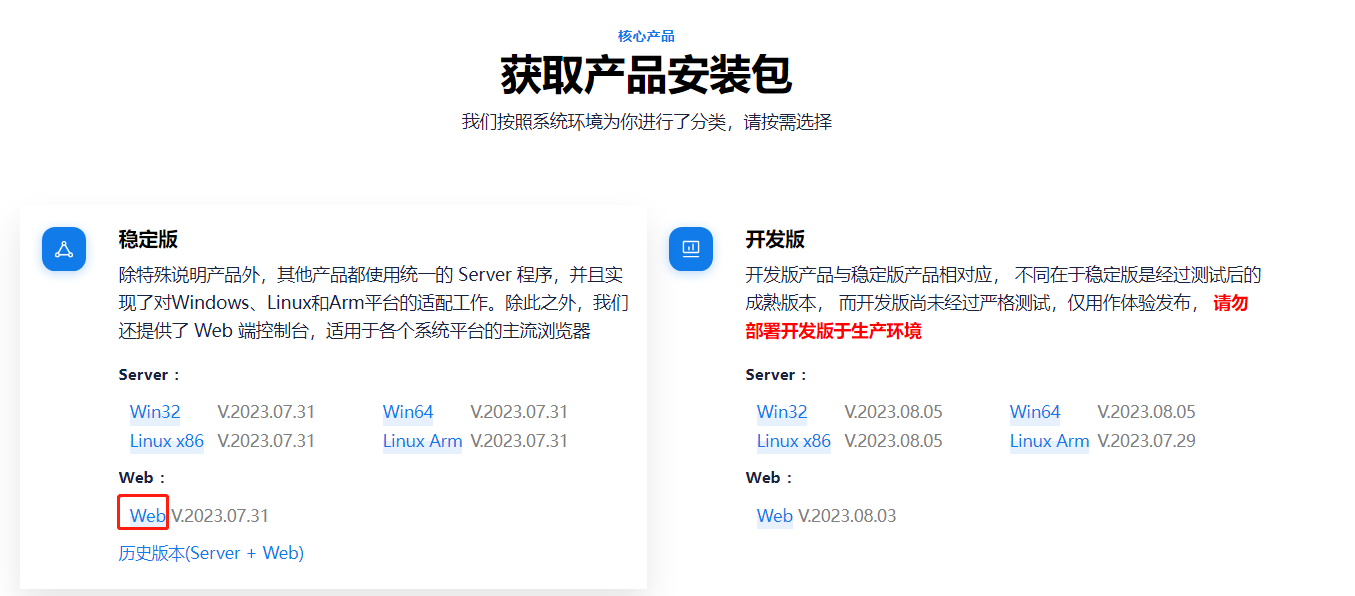 核心产品
获取产品安装包
我们按照系统环境为你进行了分类，请按需选择
稳定版
除特殊说明产品外，其他产品都使用统一的 Server 程序，并且实
现了对Windows、Linux和Arm平台的适配工作。除此之外，我们
还提供了 Web 端控制台，适用于各个系统平台的主流浏览器
Server：
Win32 V.2023.07.31 Win64 V.2023.07.31
Linux x86 V.2023.07.31 Linux Arm V.2023.07.31
Web：
Web V.2023.07.31
历史版本(Server + Web)
开发版
开发版产品与稳定版产品相对应， 不同在于稳定版是经过测试后的
成熟版本， 而开发版尚未经过严格测试，仅用作体验发布， 请勿
部署开发版于生产环境
Server：
Win32 V.2023.08.05 Win64 V.2023.08.05
Linux x86 V.2023.08.05 Linux Arm V.2023.07.29
Web：
Web V.2023.08.03